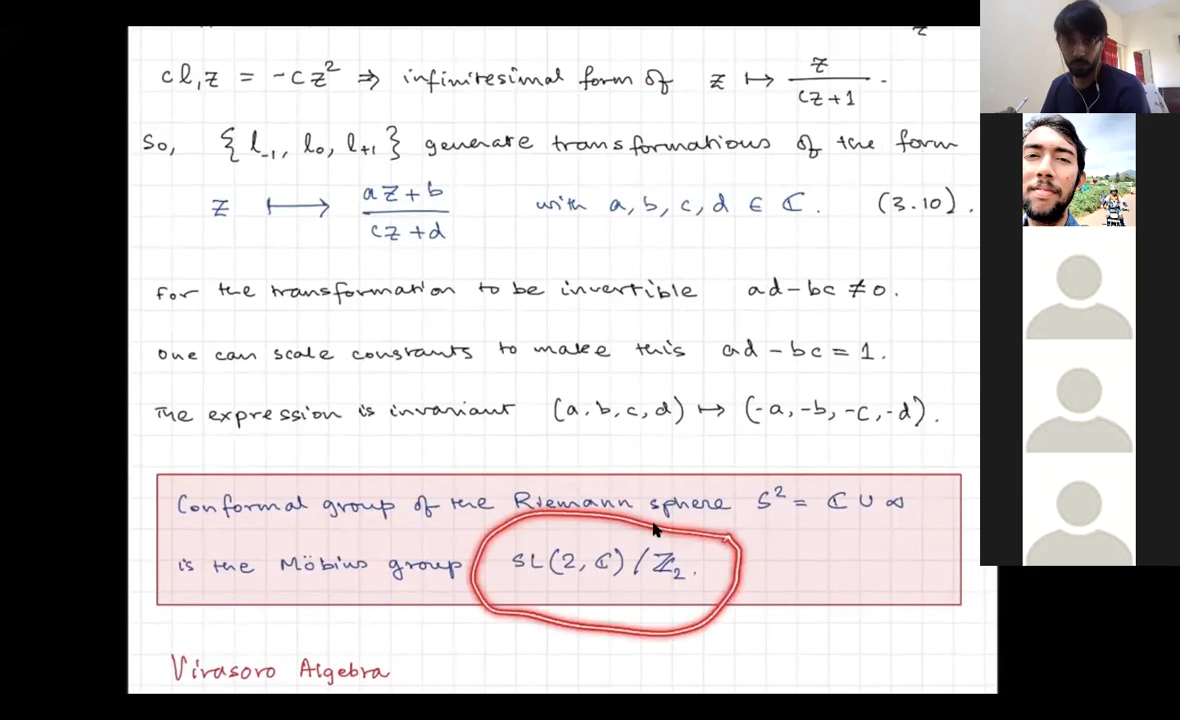 z
cl₁z = -cz² ⇒ infinitesimal form of z ↦ z/(cz+1).
So, {l₋₁, l₀, l₊₁} generate transformations of the form
z ⟼ (az+b)/(cz+d) with a, b, c, d ∈ ℂ. (3.10).
For the transformation to be invertible ad-bc ≠ 0.
One can scale constants to make this ad-bc = 1.
The expression is invariant (a,b,c,d) ↦ (-a,-b,-c,-d).
Conformal group of the Riemann sphere S² = ℂ ∪ ∞
is the Möbius group SL(2,ℂ)/ℤ₂.
Virasoro Algebra